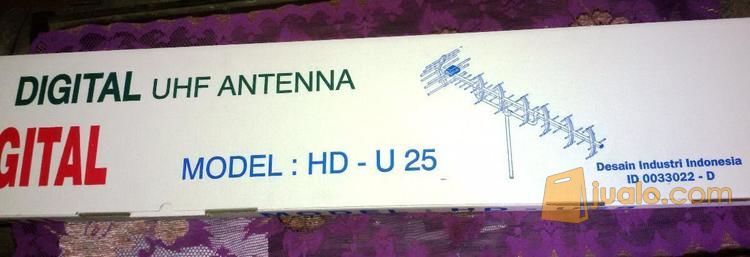 DIGITAL UHF ANTENNA
GITAL
MODEL : HD - U 25
Desain Industri Indonesia
ID 0033022 - D
jualo.com